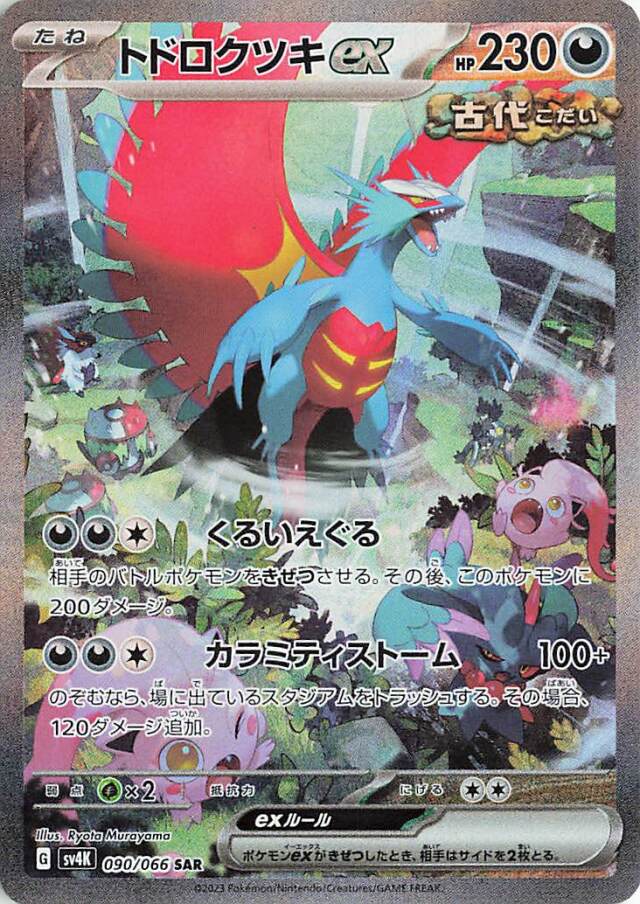 たね トドロクツキex HP230
古代 こだい
くるいえぐる
相手のバトルポケモンをきぜつさせる。その後、このポケモンに
200ダメージ。
カラミティストーム 100+
のぞむなら、場に出ているスタジアムをトラッシュする。その場合、
120ダメージ追加。
弱点 ×2 抵抗力 にげる
exルール
ポケモンexがきぜつしたとき、相手はサイドを2枚とる。
Illus. Ryota Murayama
G sv4K 090/066 SAR
©2023 Pokémon/Nintendo/Creatures/GAME FREAK.